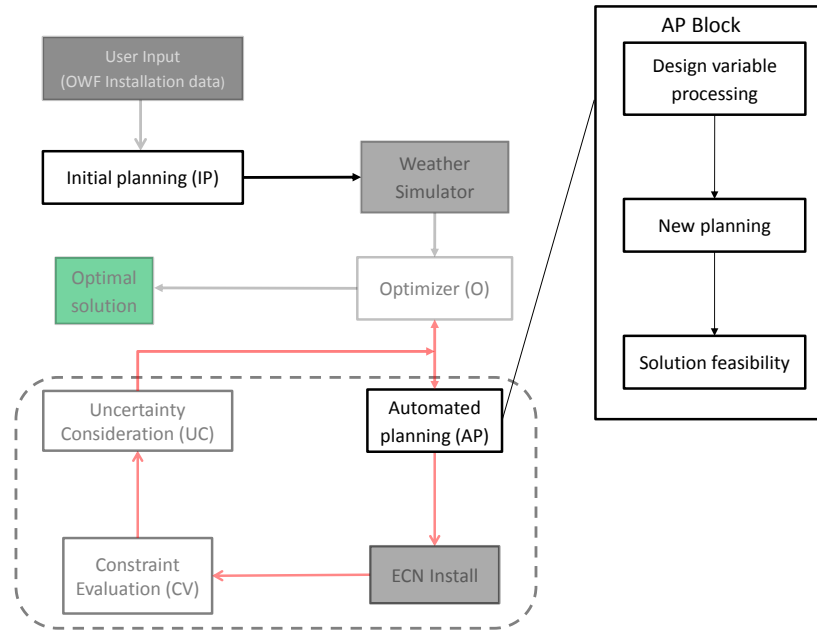 User Input
(OWF Installation data)
Initial planning (IP)
Weather
Simulator
Optimal
solution
Optimizer (O)
Uncertainty
Consideration (UC)
Automated
planning (AP)
Constraint
Evaluation (CV)
ECN Install
AP Block
Design variable
processing
New planning
Solution feasibility